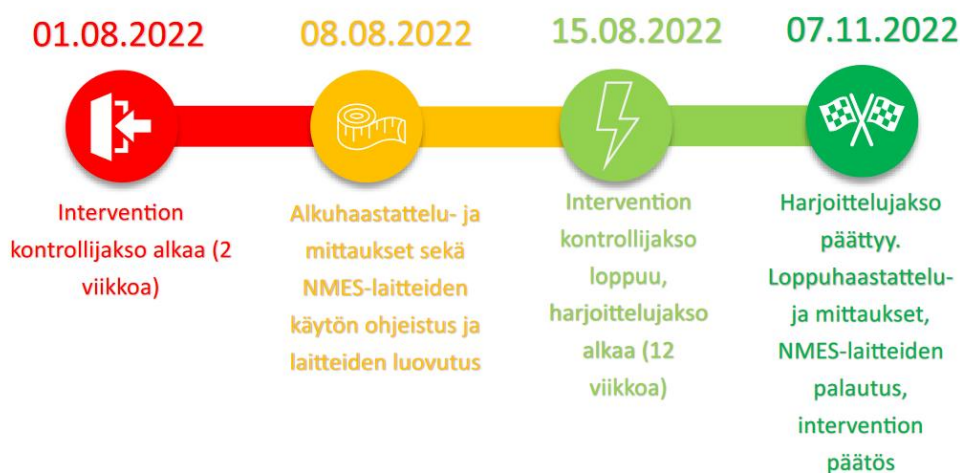 01.08.2022
Intervention
kontrollijakso alkaa (2
viikkoa)
08.08.2022
Alkuhaastattelu- ja
mittaukset sekä
NMES-laitteiden
käytön ohjeistus ja
laitteiden luovutus
15.08.2022
Intervention
kontrollijakso
loppuu,
harjoittelujakso
alkaa (12
viikkoa)
07.11.2022
Harjoittelujakso
päättyy.
Loppuhaastattelu-
ja mittaukset,
NMES-laitteiden
palautus,
intervention
päätös